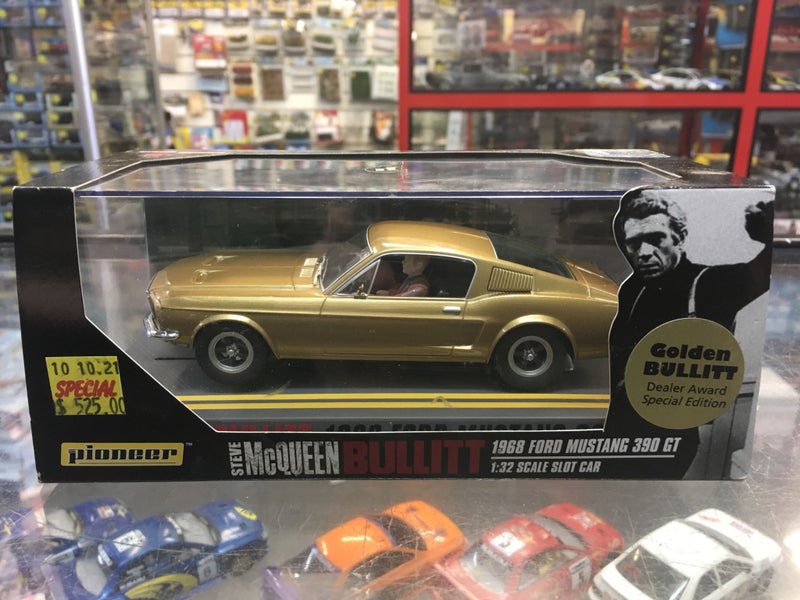 Golden
BULLITT
Dealer Award
Special Edition
10 10.21
SPECIAL
$ 525.00
pioneer™
STEVE
McQUEEN BULLITT
1968 FORD MUSTANG 390 GT
1:32 SCALE SLOT CAR